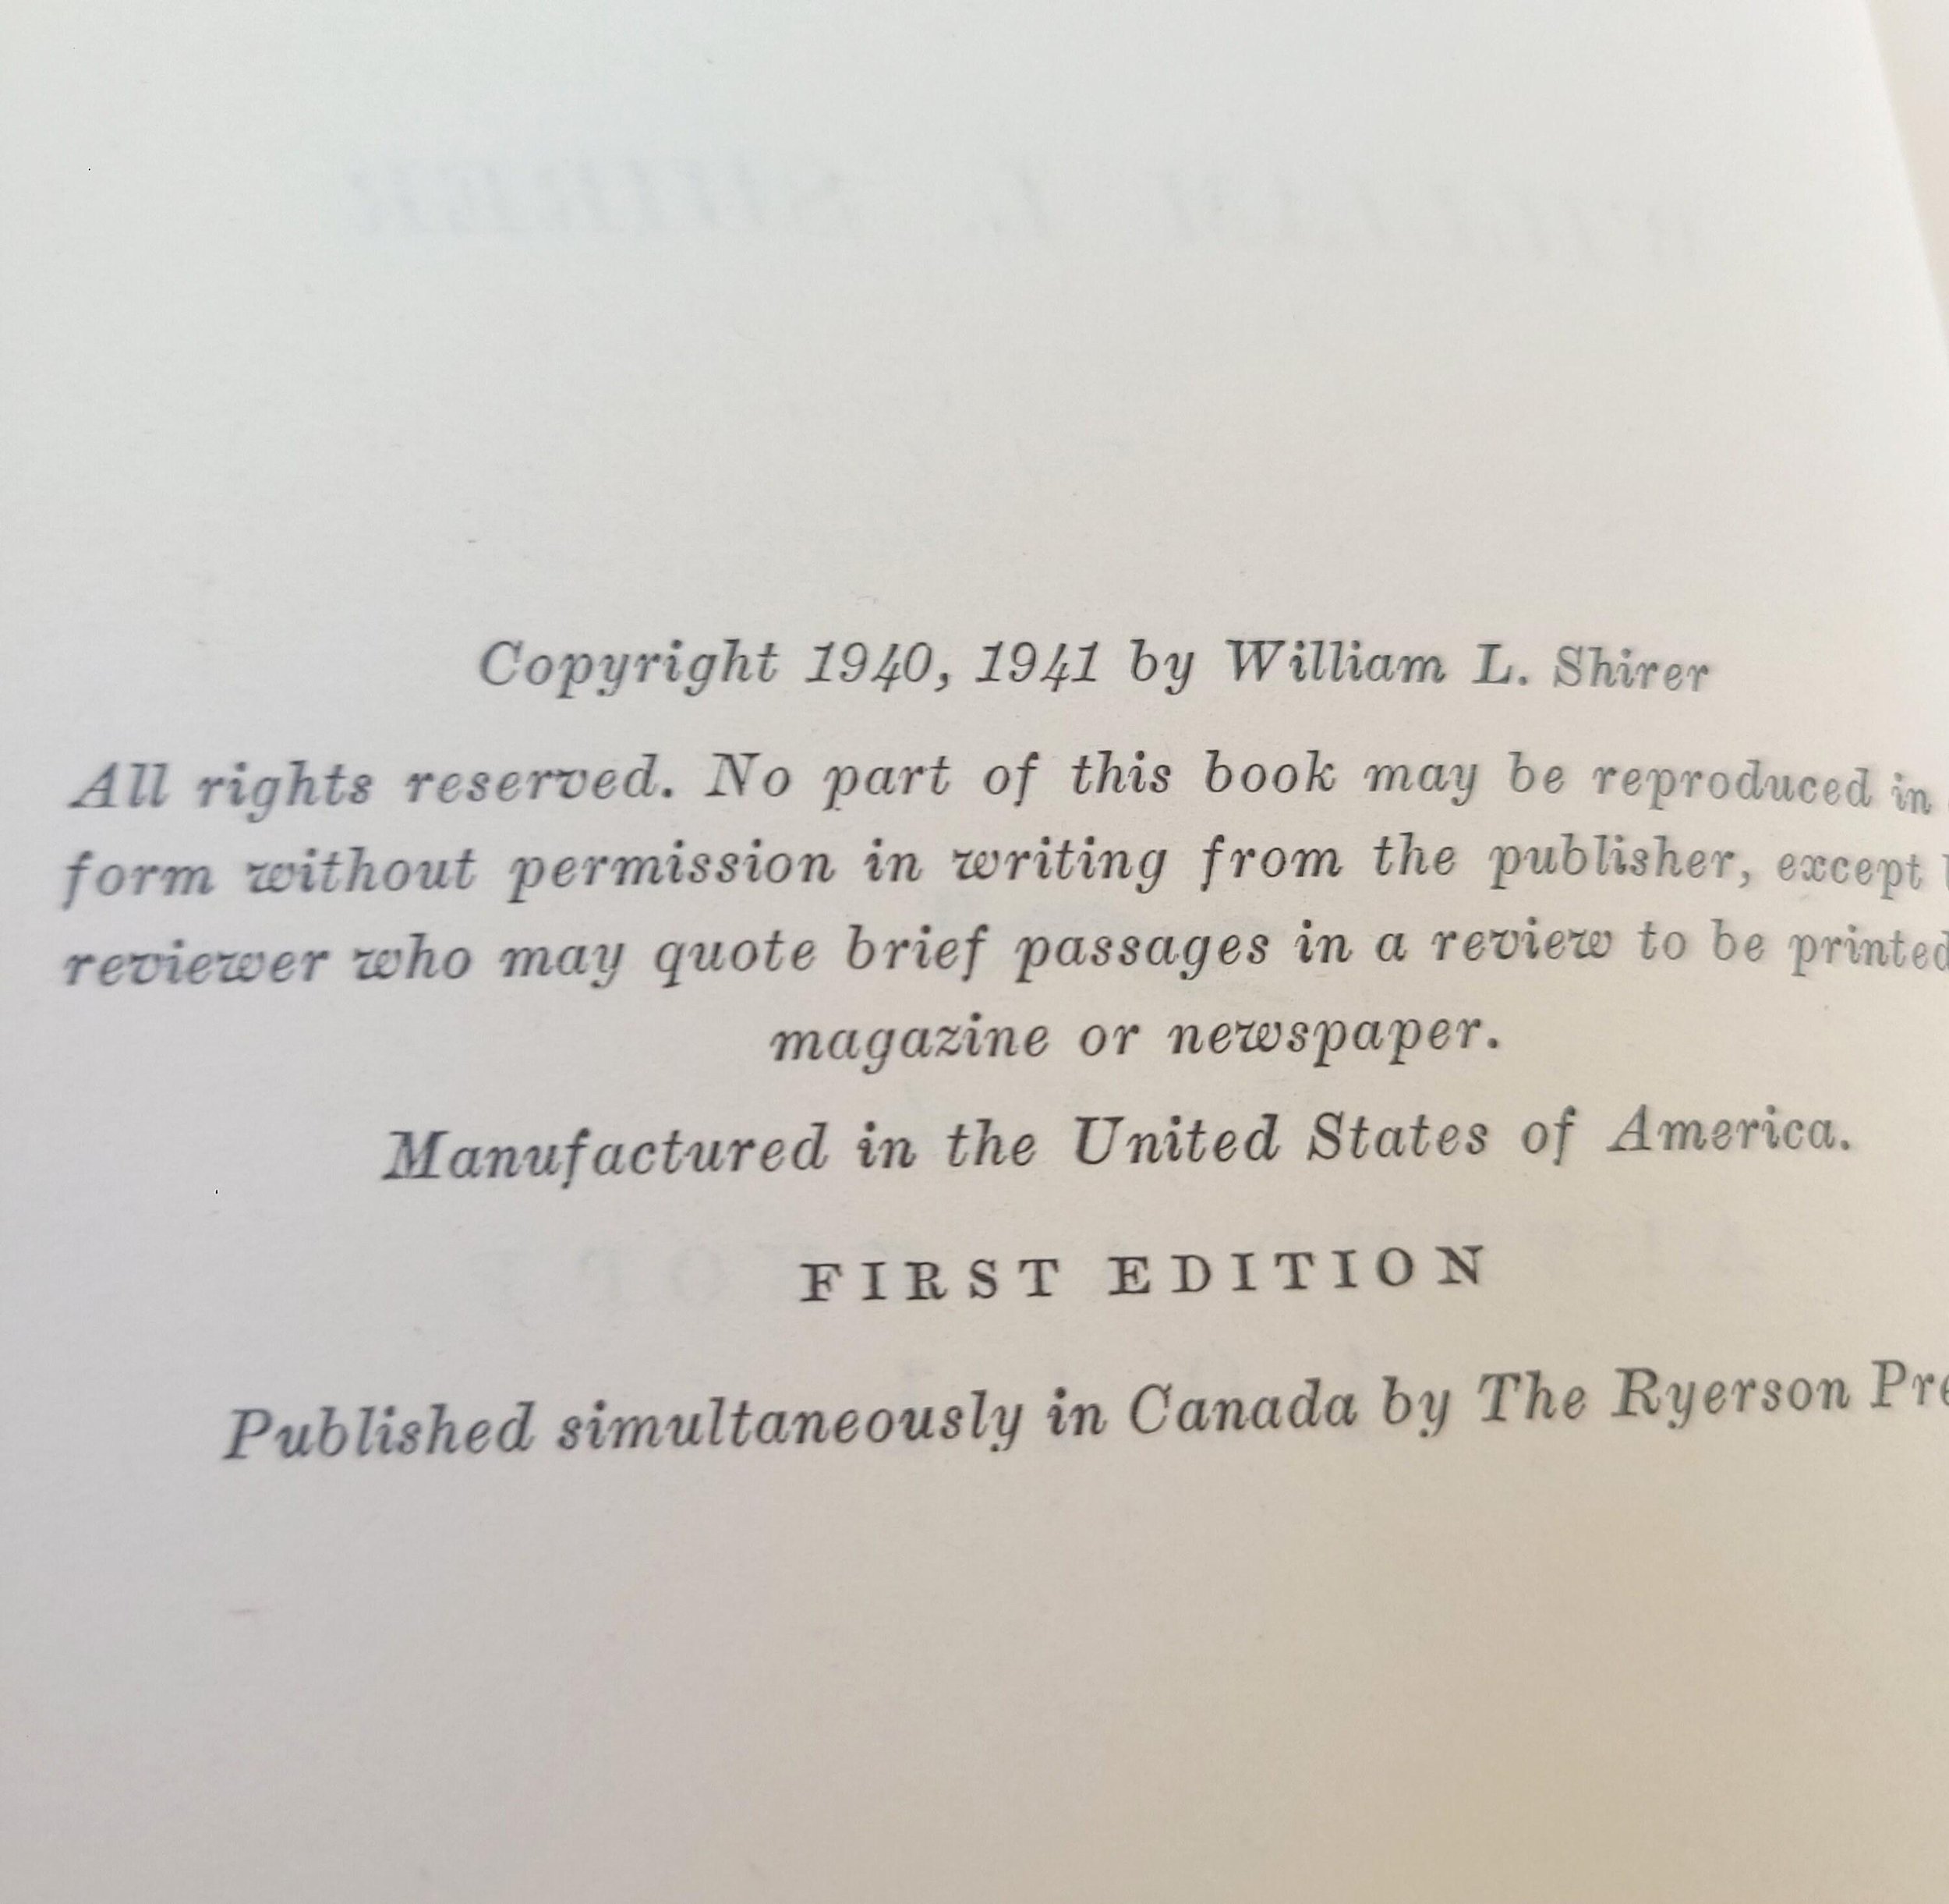 Copyright 1940, 1941 by William L. Shirer
All rights reserved. No part of this book may be reproduced in
form without permission in writing from the publisher, except
reviewer who may quote brief passages in a review to be printed
magazine or newspaper.
Manufactured in the United States of America.
FIRST EDITION
Published simultaneously in Canada by The Ryerson